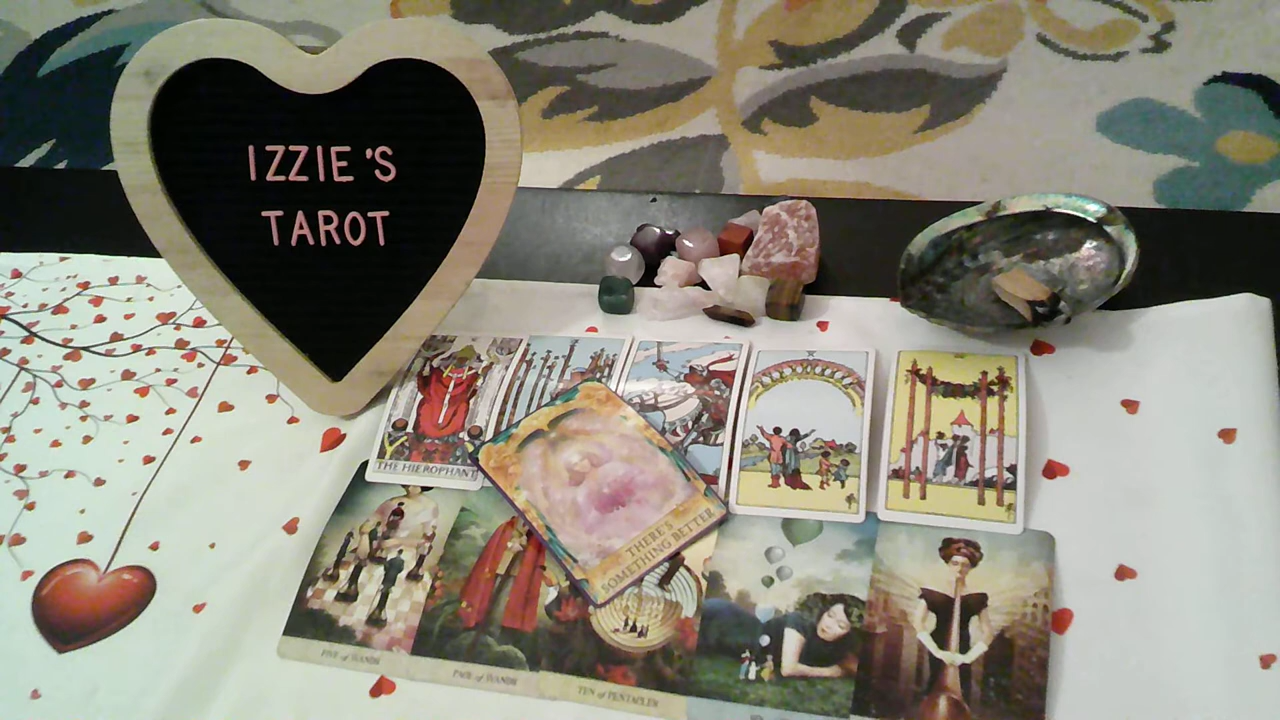 IZZIE'S
TAROT
THE HIEROPHANT
THERE'S
SOMETHING BETTER
FIVE of WANDS
PAGE of WANDS
TEN of PENTACLES
X